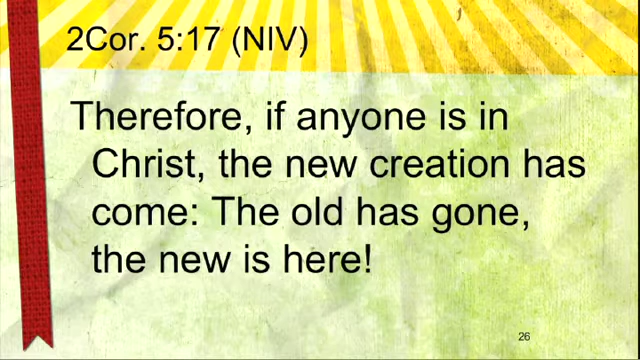 2Cor. 5:17 (NIV)
Therefore, if anyone is in
Christ, the new creation has
come: The old has gone,
the new is here!
26